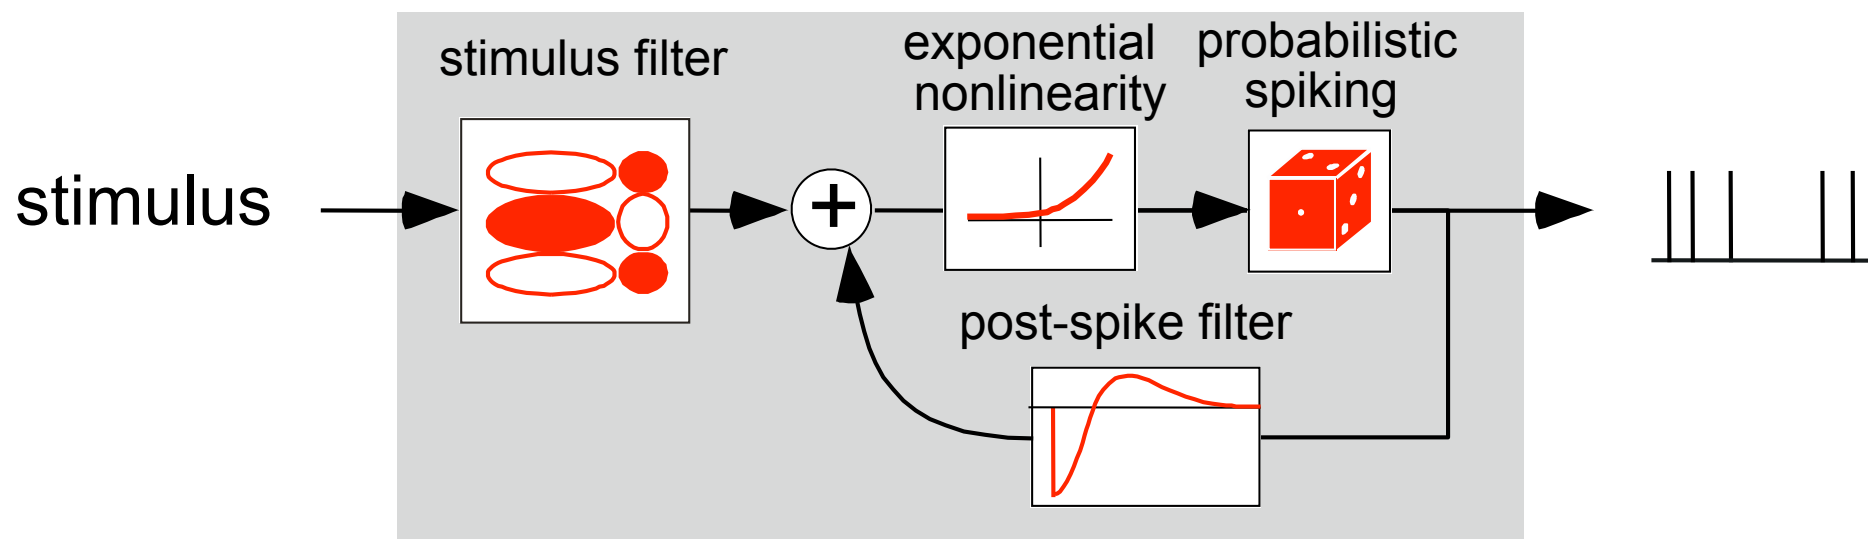 stimulus
stimulus filter
+
exponential
nonlinearity
probabilistic
spiking
post-spike filter